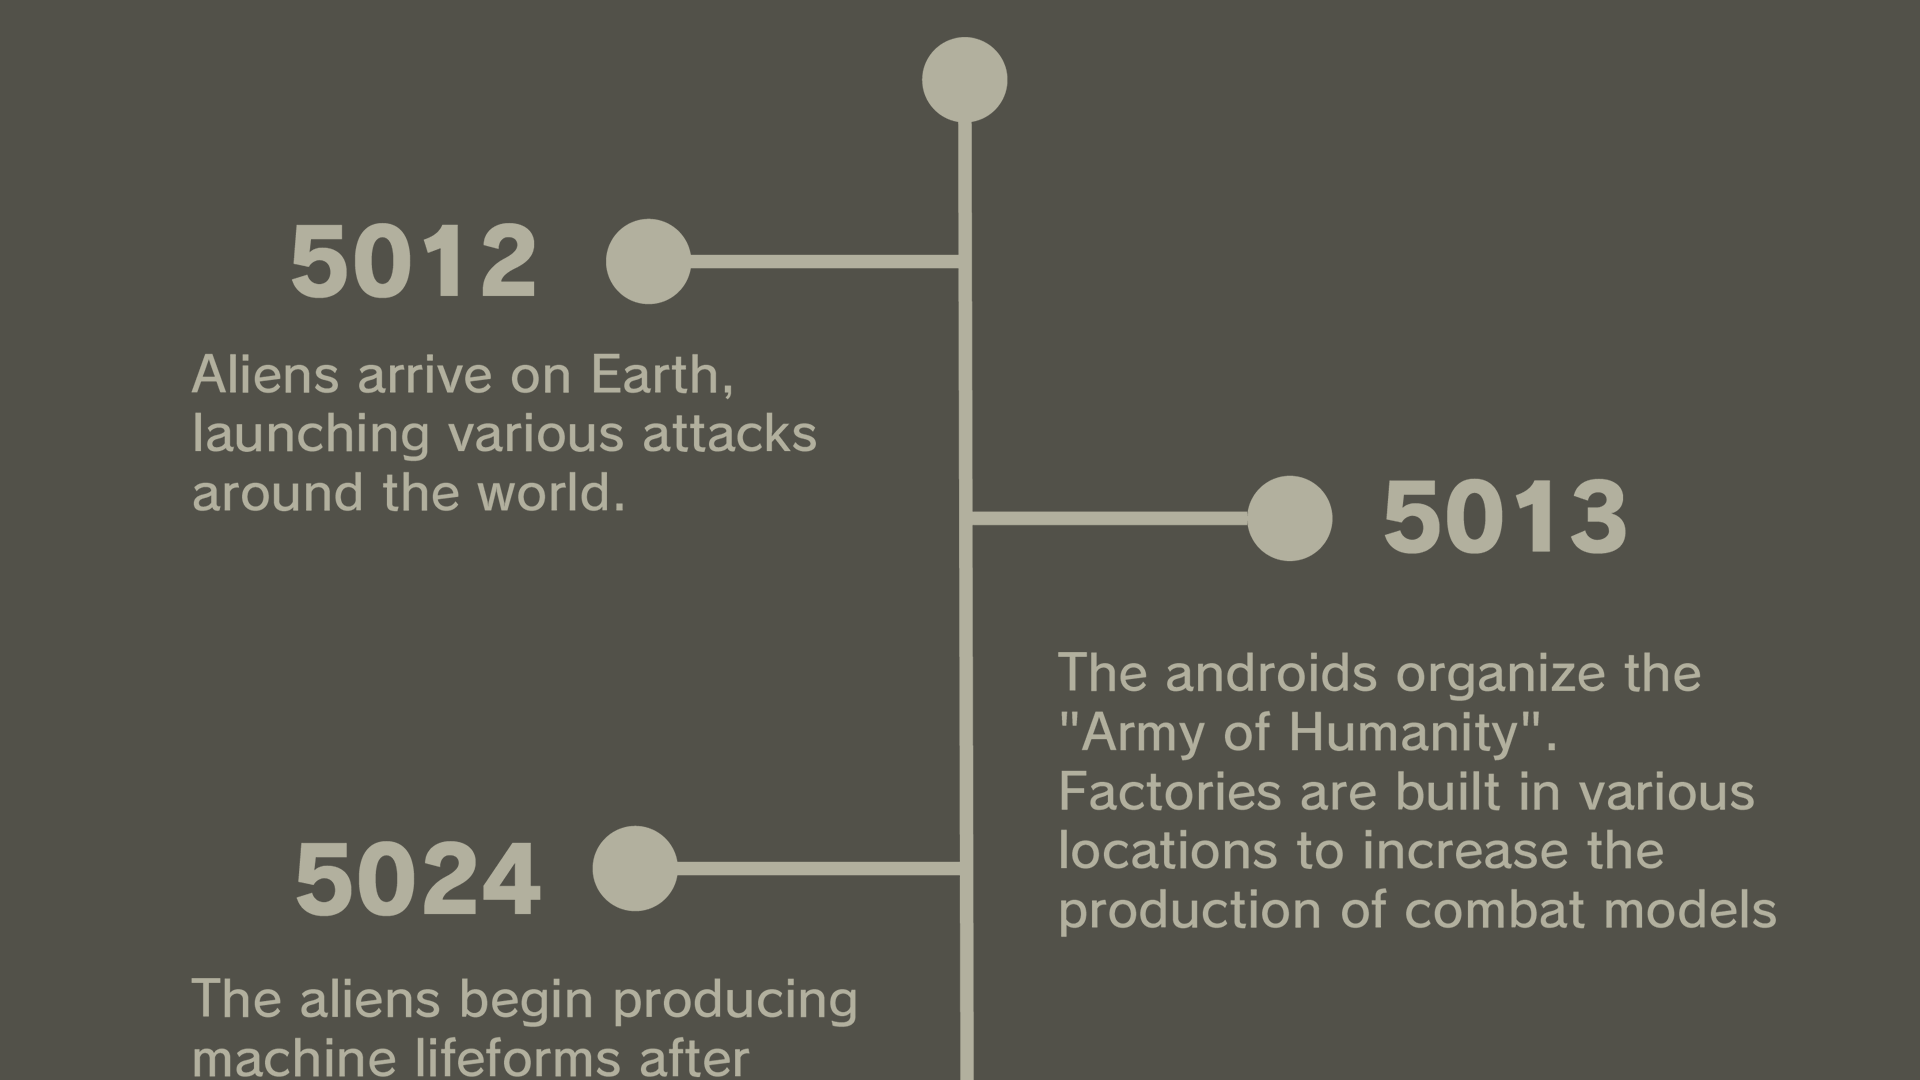 5012
Aliens arrive on Earth,
launching various attacks
around the world.
5013
The androids organize the
"Army of Humanity".
Factories are built in various
locations to increase the
production of combat models
5024
The aliens begin producing
machine lifeforms after